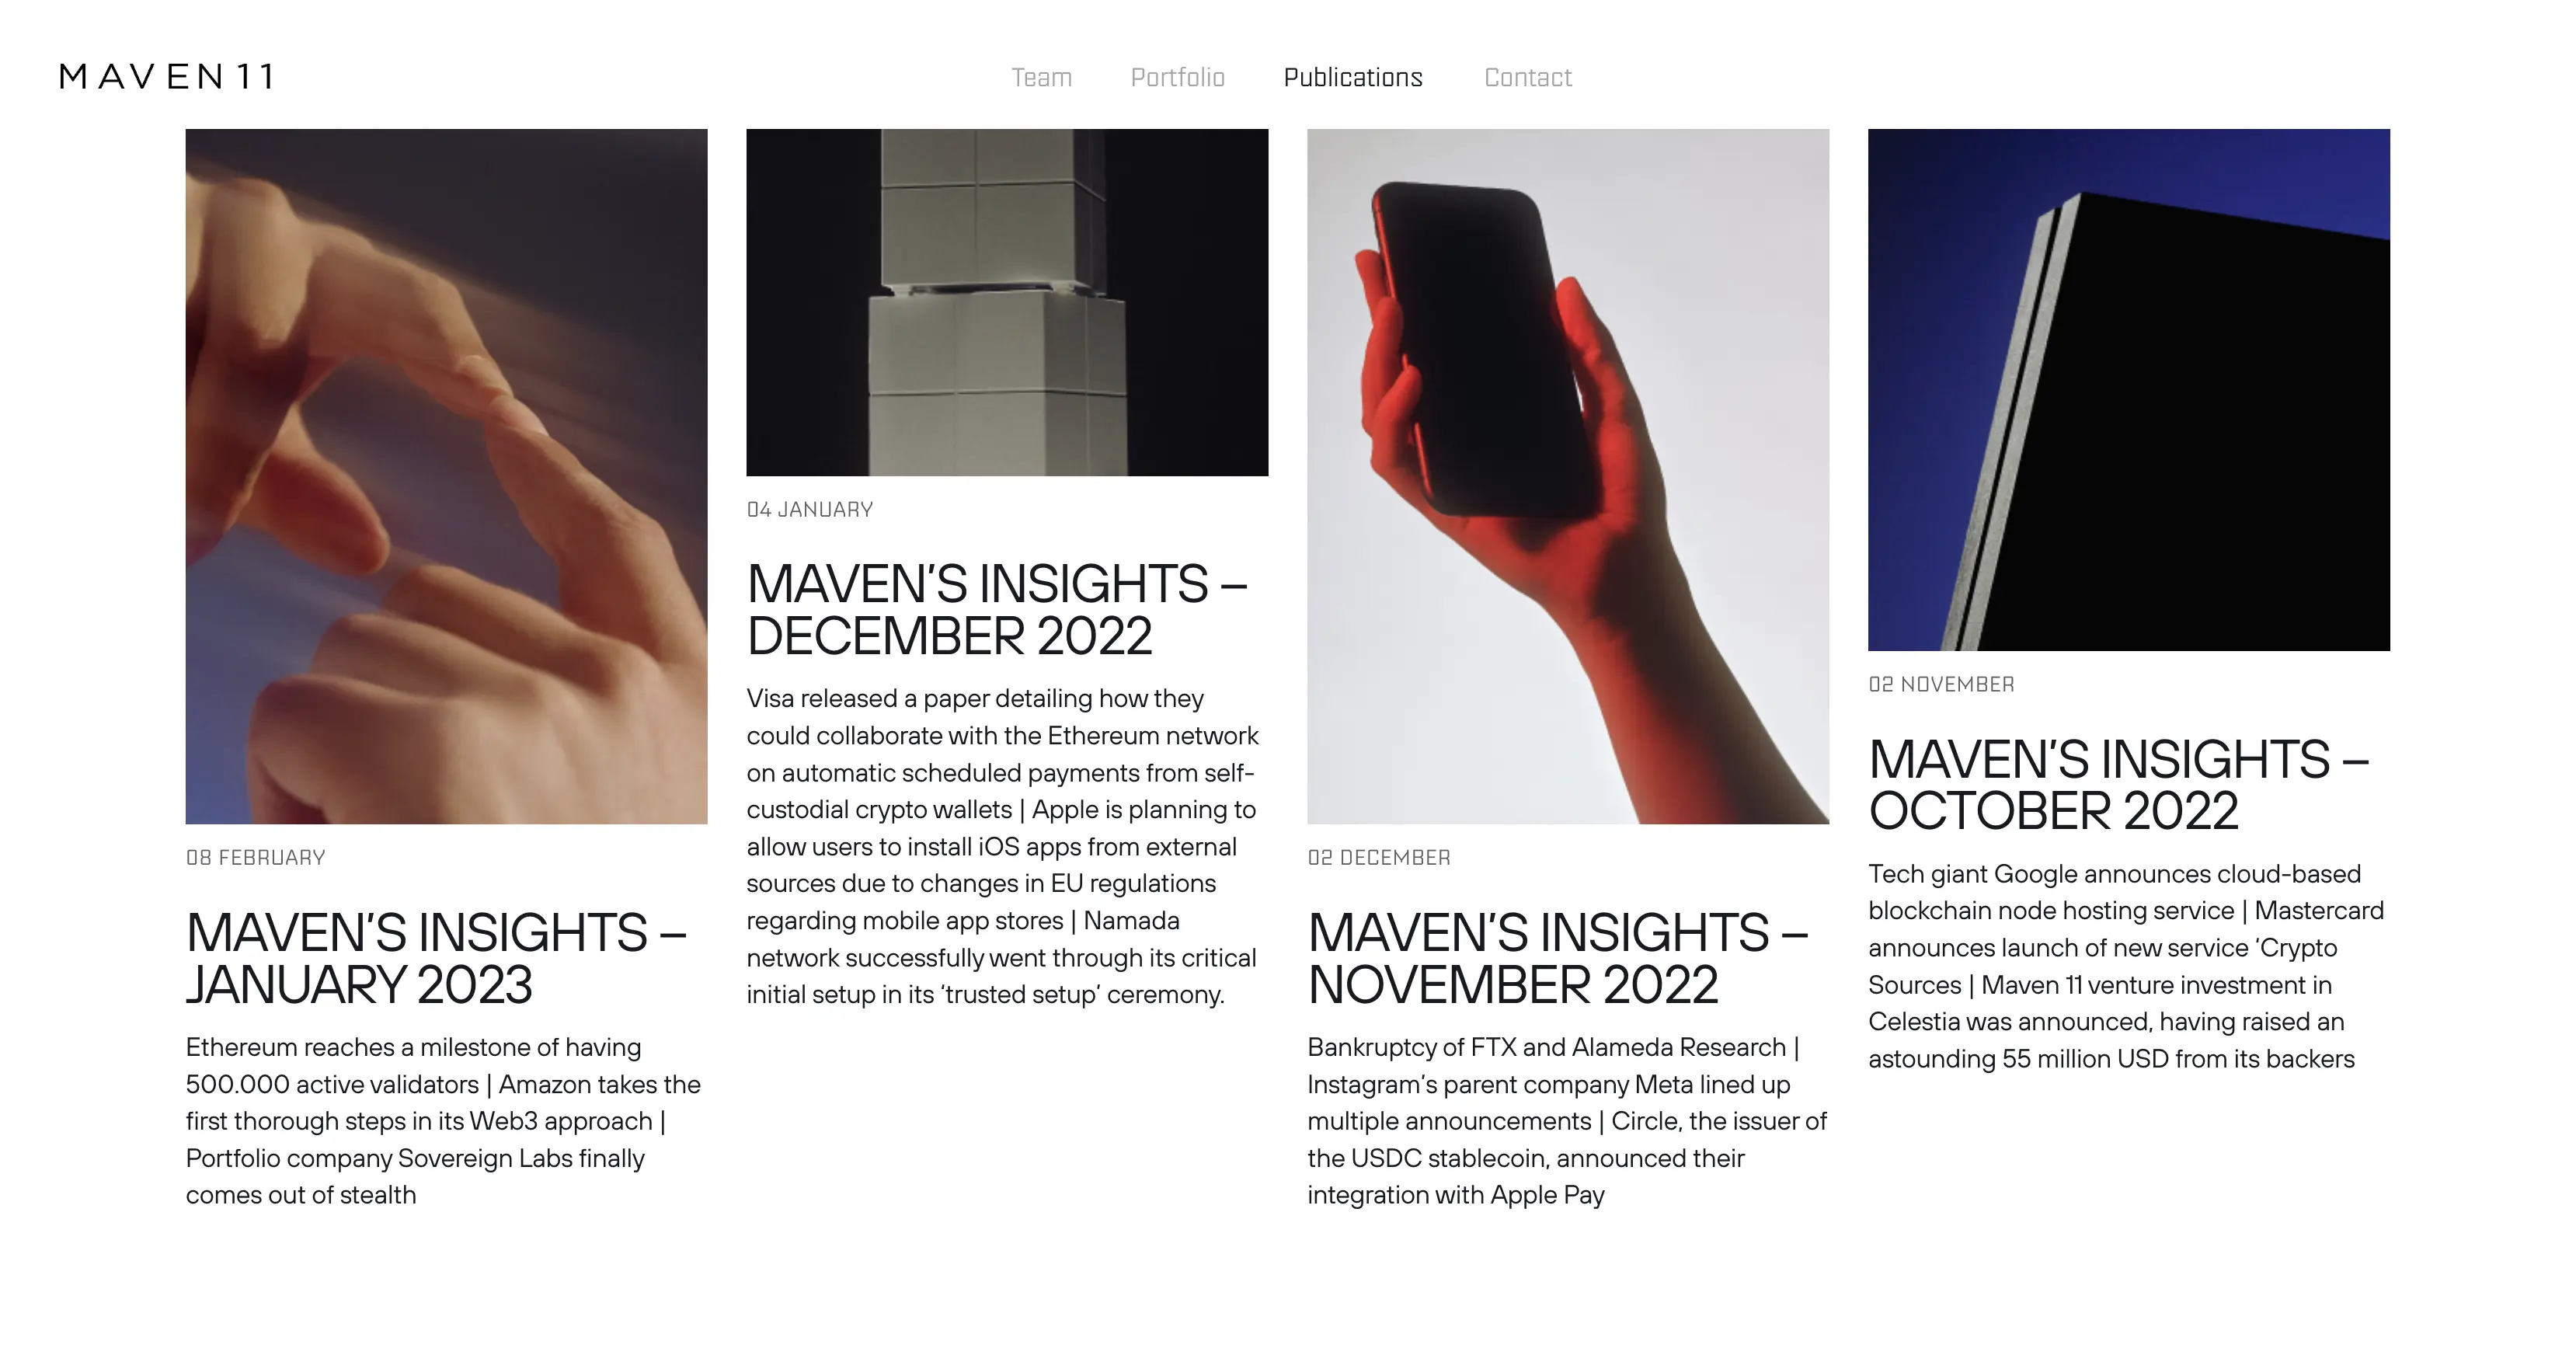 MAVEN11
Team
Portfolio
Publications
Contact
08 FEBRUARY
MAVEN’S INSIGHTS –
JANUARY 2023
Ethereum reaches a milestone of having
500.000 active validators | Amazon takes the
first thorough steps in its Web3 approach |
Portfolio company Sovereign Labs finally
comes out of stealth
04 JANUARY
MAVEN’S INSIGHTS –
DECEMBER 2022
Visa released a paper detailing how they
could collaborate with the Ethereum network
on automatic scheduled payments from self-
custodial crypto wallets | Apple is planning to
allow users to install iOS apps from external
sources due to changes in EU regulations
regarding mobile app stores | Namada
network successfully went through its critical
initial setup in its ‘trusted setup’ ceremony.
02 DECEMBER
MAVEN’S INSIGHTS –
NOVEMBER 2022
Bankruptcy of FTX and Alameda Research |
Instagram’s parent company Meta lined up
multiple announcements | Circle, the issuer of
the USDC stablecoin, announced their
integration with Apple Pay
02 NOVEMBER
MAVEN’S INSIGHTS –
OCTOBER 2022
Tech giant Google announces cloud-based
blockchain node hosting service | Mastercard
announces launch of new service ‘Crypto
Sources | Maven 11 venture investment in
Celestia was announced, having raised an
astounding 55 million USD from its backers